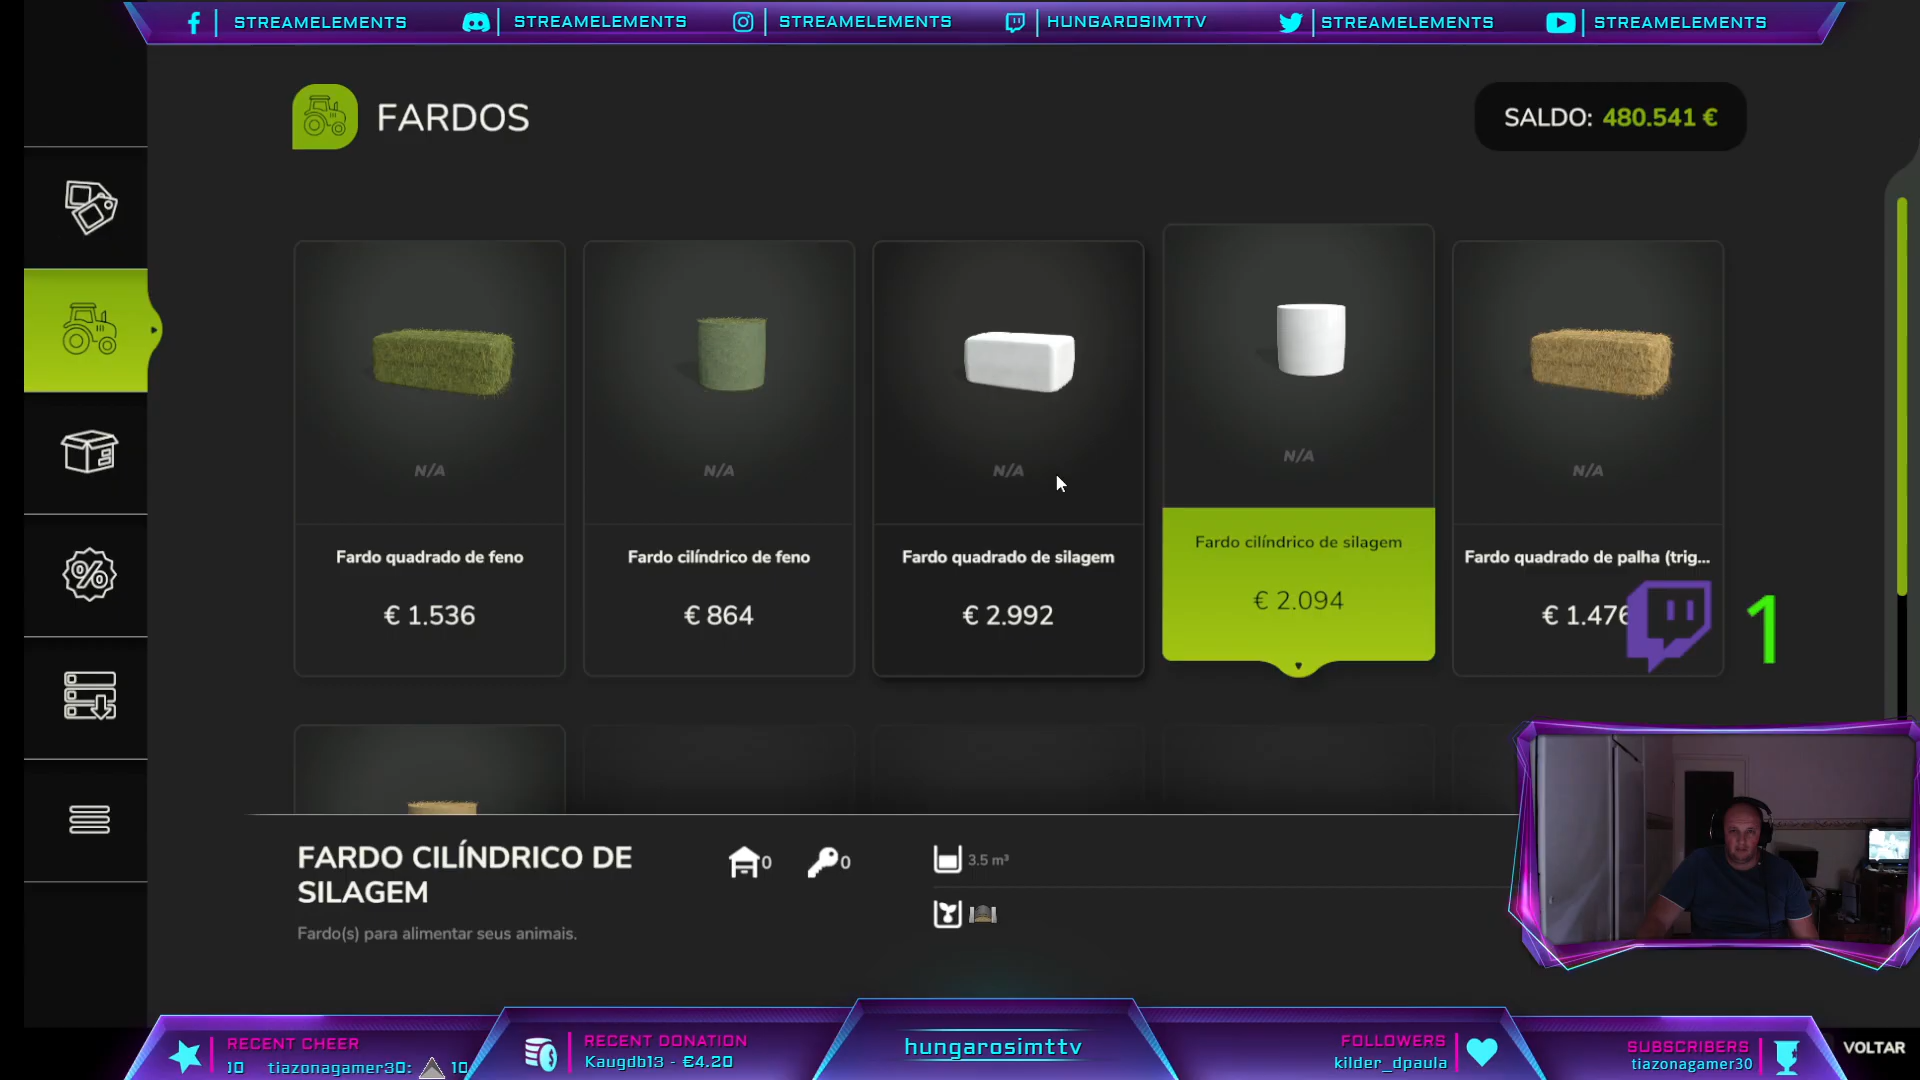 STREAMELEMENTS STREAMELEMENTS STREAMELEMENTS HUNGAROSIMTTV STREAMELEMENTS STREAMELEMENTS
FARDOS
SALDO: 480.541 €
N/A N/A N/A N/A N/A
Fardo quadrado de feno
€ 1.536
Fardo cilíndrico de feno
€ 864
Fardo quadrado de silagem
€ 2.992
Fardo cilíndrico de silagem
€ 2.094
Fardo quadrado de palha (trig...
€ 1.476
1
FARDO CILÍNDRICO DE
SILAGEM
0 0
3.5 m³
Fardo(s) para alimentar seus animais.
RECENT CHEER
tiazonagamer30: 10
RECENT DONATION
Kaugdb13 - €4.20
hungarosimttv
FOLLOWERS
kilder_dpaula
SUBSCRIBERS
tiazonagamer30
VOLTAR